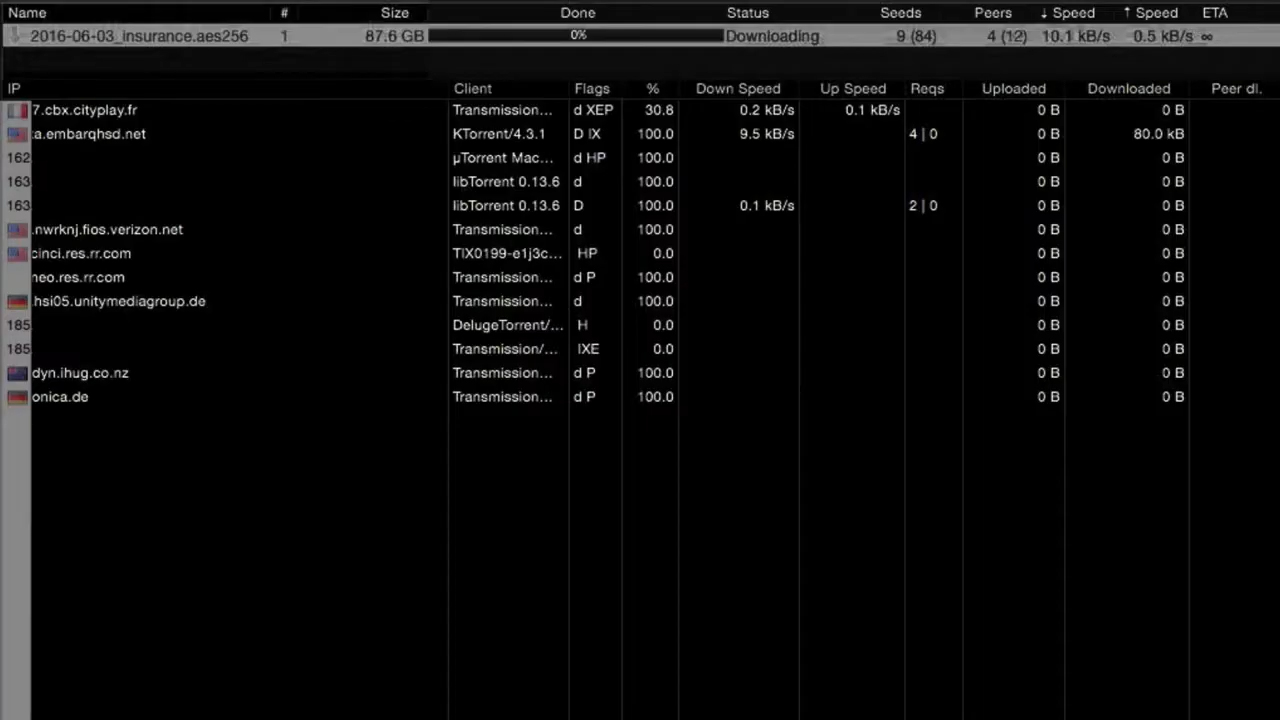 Name # Size Done Status Seeds Peers ↓ Speed ↑ Speed ETA
2016-06-03_insurance.aes256 1 87.6 GB 0% Downloading 9 (84) 4 (12) 10.1 kB/s 0.5 kB/s ∞
IP Client Flags % Down Speed Up Speed Reqs Uploaded Downloaded Peer dl.
7.cbx.cityplay.fr Transmission... d XEP 30.8 0.2 kB/s 0.1 kB/s 0 B 0 B
a.embarqhsd.net KTorrent/4.3.1 D IX 100.0 9.5 kB/s 4 | 0 0 B 80.0 kB
162 µTorrent Mac... d HP 100.0 0 B 0 B
163 libTorrent 0.13.6 d 100.0 0 B 0 B
163 libTorrent 0.13.6 D 100.0 0.1 kB/s 2 | 0 0 B 0 B
.nwrknj.fios.verizon.net Transmission... d 100.0 0 B 0 B
cinci.res.rr.com TIX0199-e1j3c... HP 0.0 0 B 0 B
neo.res.rr.com Transmission... d P 100.0 0 B 0 B
.hsi05.unitymediagroup.de Transmission... d 100.0 0 B 0 B
185 DelugeTorrent/... H 0.0 0 B 0 B
185 Transmission/... IXE 0.0 0 B 0 B
dyn.ihug.co.nz Transmission... d P 100.0 0 B 0 B
onica.de Transmission... d P 100.0 0 B 0 B